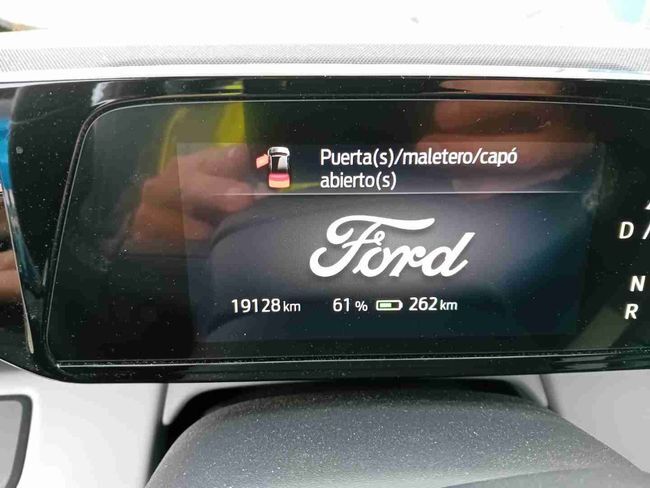 Puerta(s)/maletero/capó
abierto(s)
Ford
19128 km 61 % 262 km
D/
N
R